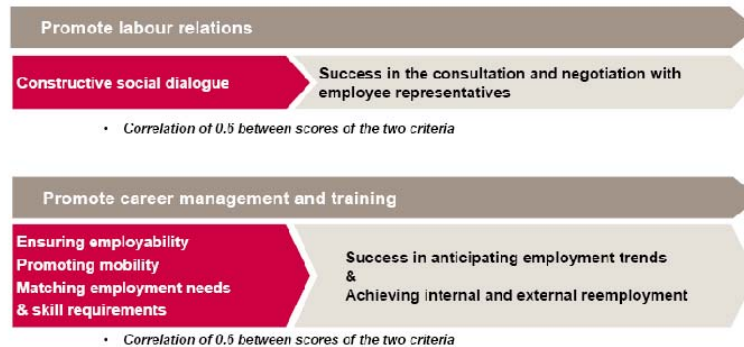 Promote labour relations
Constructive social dialogue
Success in the consultation and negotiation with
employee representatives
• Correlation of 0.6 between scores of the two criteria
Promote career management and training
Ensuring employability
Promoting mobility
Matching employment needs
& skill requirements
Success in anticipating employment trends
&
Achieving internal and external reemployment
• Correlation of 0.6 between scores of the two criteria